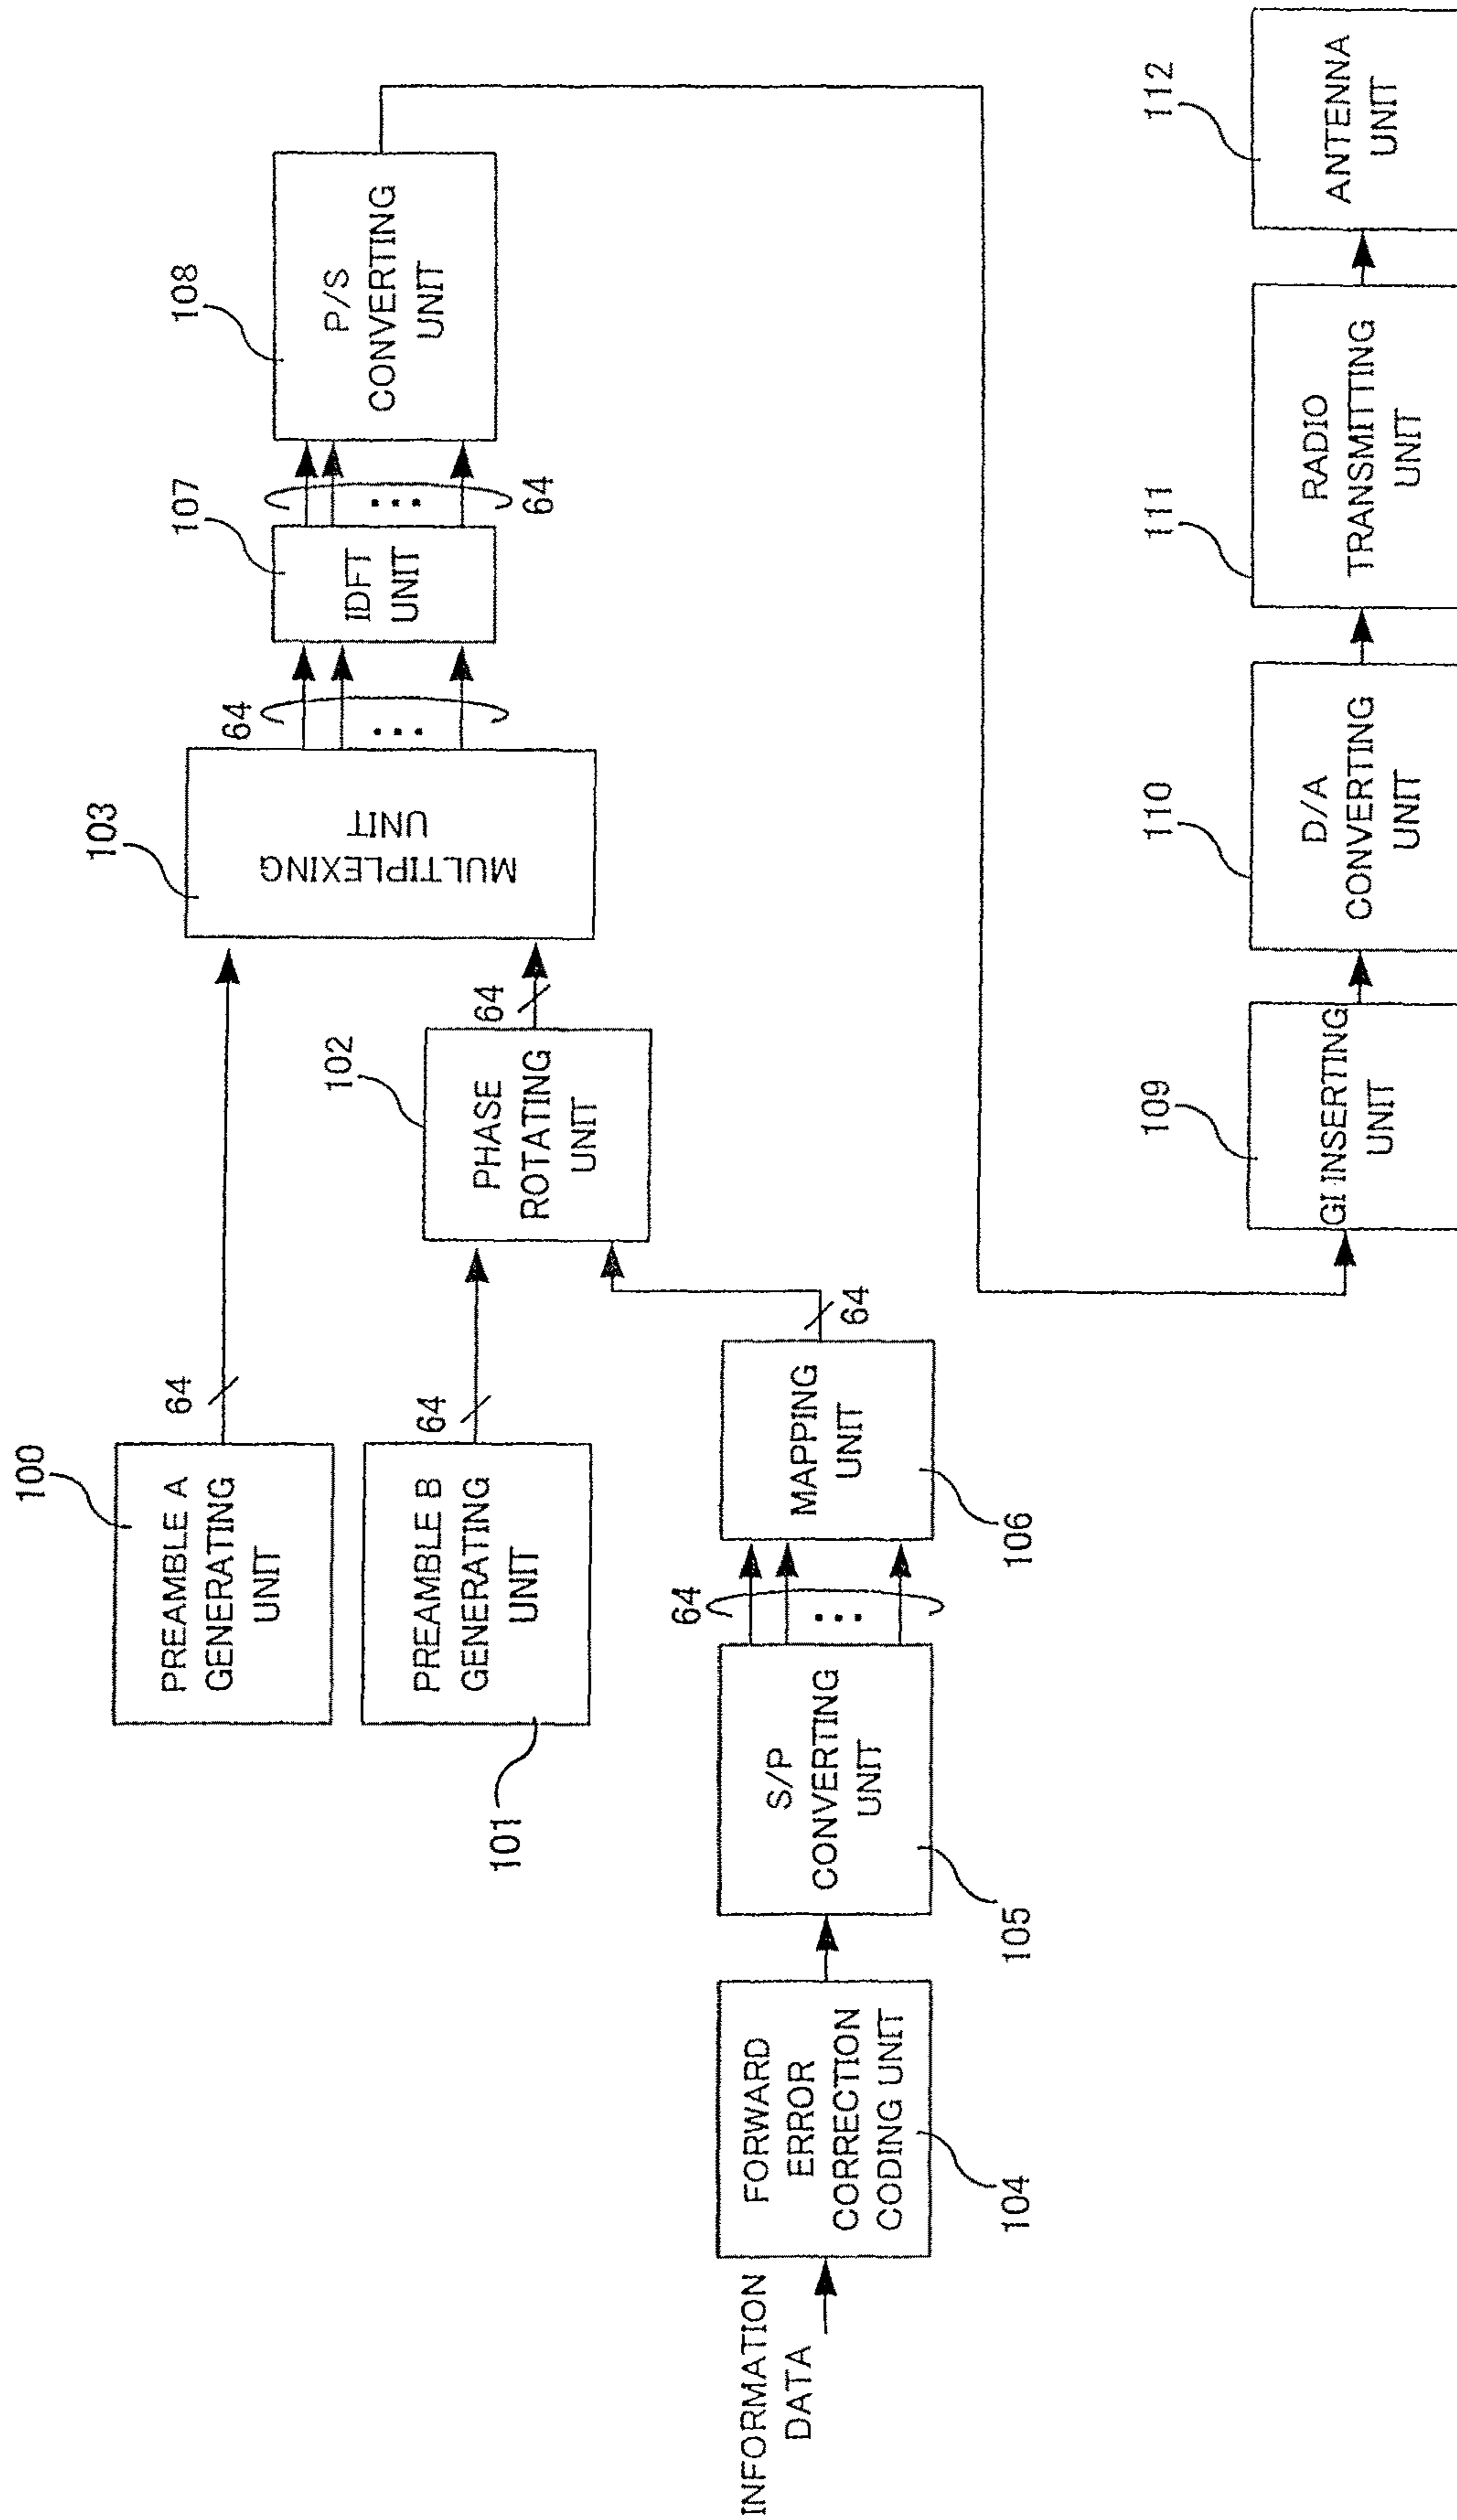 100
PREAMBLE A
GENERATING
UNIT
64
101
PREAMBLE B
GENERATING
UNIT
64
INFORMATION
DATA
104
FORWARD
ERROR
CORRECTION
CODING UNIT
105
S/P
CONVERTING
UNIT
64
...
106
MAPPING
UNIT
64
102
PHASE
ROTATING
UNIT
64
103
MULTIPLEXING
UNIT
64
...
107
IDFT
UNIT
64
...
108
P/S
CONVERTING
UNIT
109
GI INSERTING
UNIT
110
D/A
CONVERTING
UNIT
111
RADIO
TRANSMITTING
UNIT
112
ANTENNA
UNIT